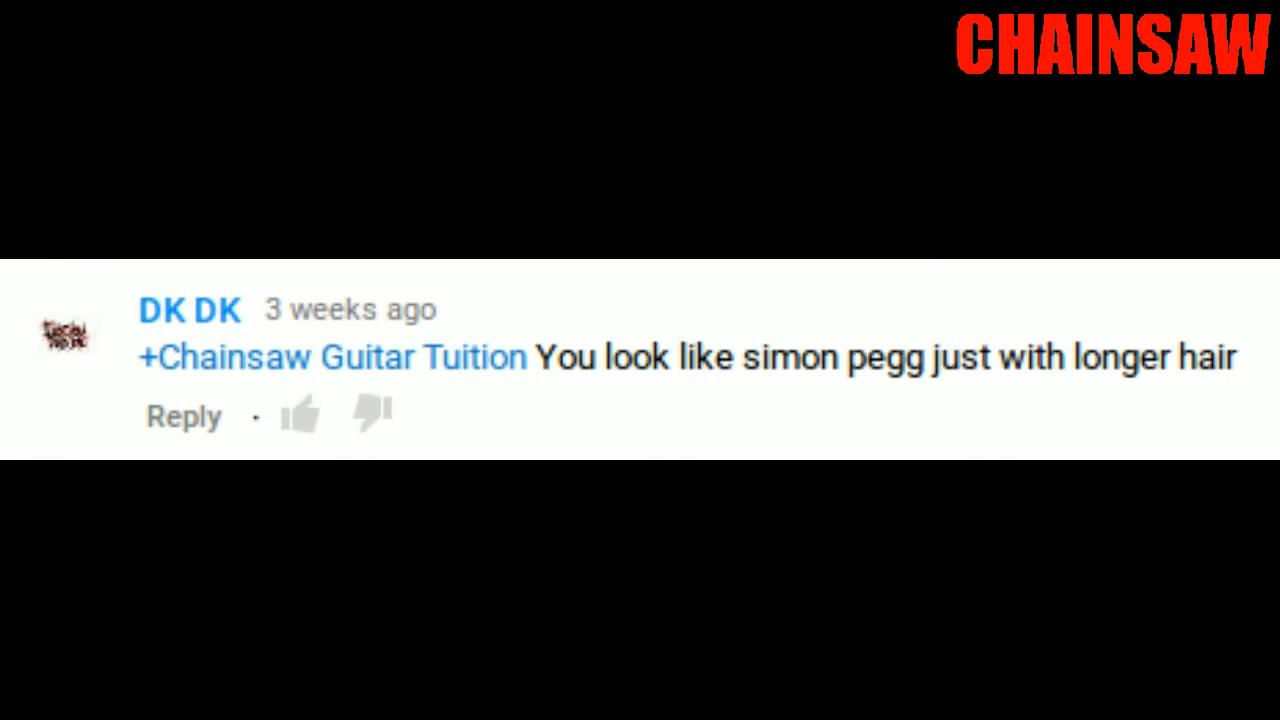 CHAINSAW
DK DK 3 weeks ago
+Chainsaw Guitar Tuition You look like simon pegg just with longer hair
Reply ·